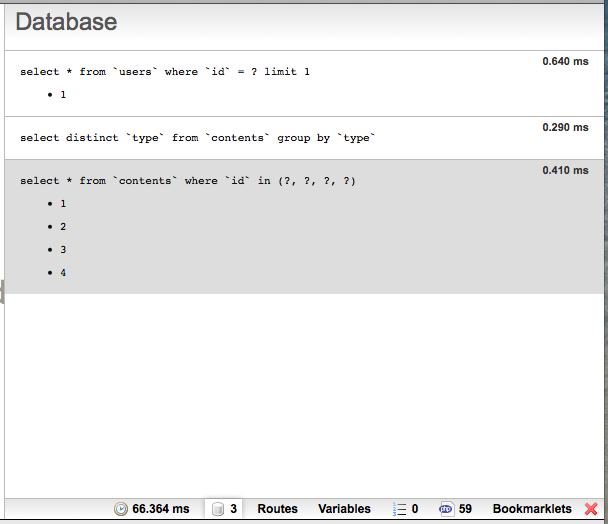 Database
0.640 ms
select * from `users` where `id` = ? limit 1
• 1
0.290 ms
select distinct `type` from `contents` group by `type`
0.410 ms
select * from `contents` where `id` in (?, ?, ?, ?)
• 1
• 2
• 3
• 4
66.364 ms 3 Routes Variables 0 php 59 Bookmarklets